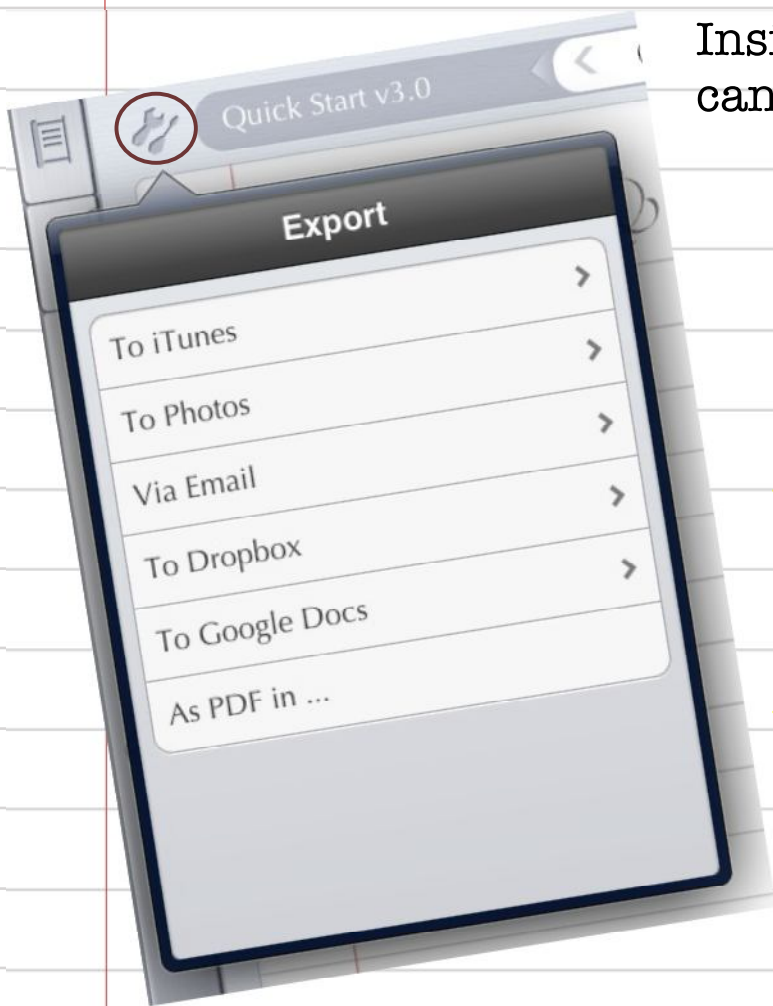 can
Quick Start v3.0
Export
To iTunes
To Photos
Via Email
To Dropbox
To Google Docs
As PDF in ...